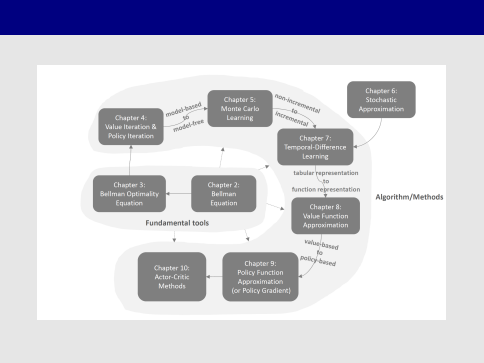 Chapter 4:
Value Iteration &
Policy Iteration
model-based
to
model-free
Chapter 5:
Monte Carlo
Learning
non-incremental
to
incremental
Chapter 6:
Stochastic
Approximation
Chapter 7:
Temporal-Difference
Learning
tabular representation
to
function representation
Algorithm/Methods
Chapter 3:
Bellman Optimality
Equation
Chapter 2:
Bellman
Equation
Fundamental tools
Chapter 8:
Value Function
Approximation
value-based
to
policy-based
Chapter 9:
Policy Function
Approximation
(or Policy Gradient)
Chapter 10:
Actor-Critic
Methods